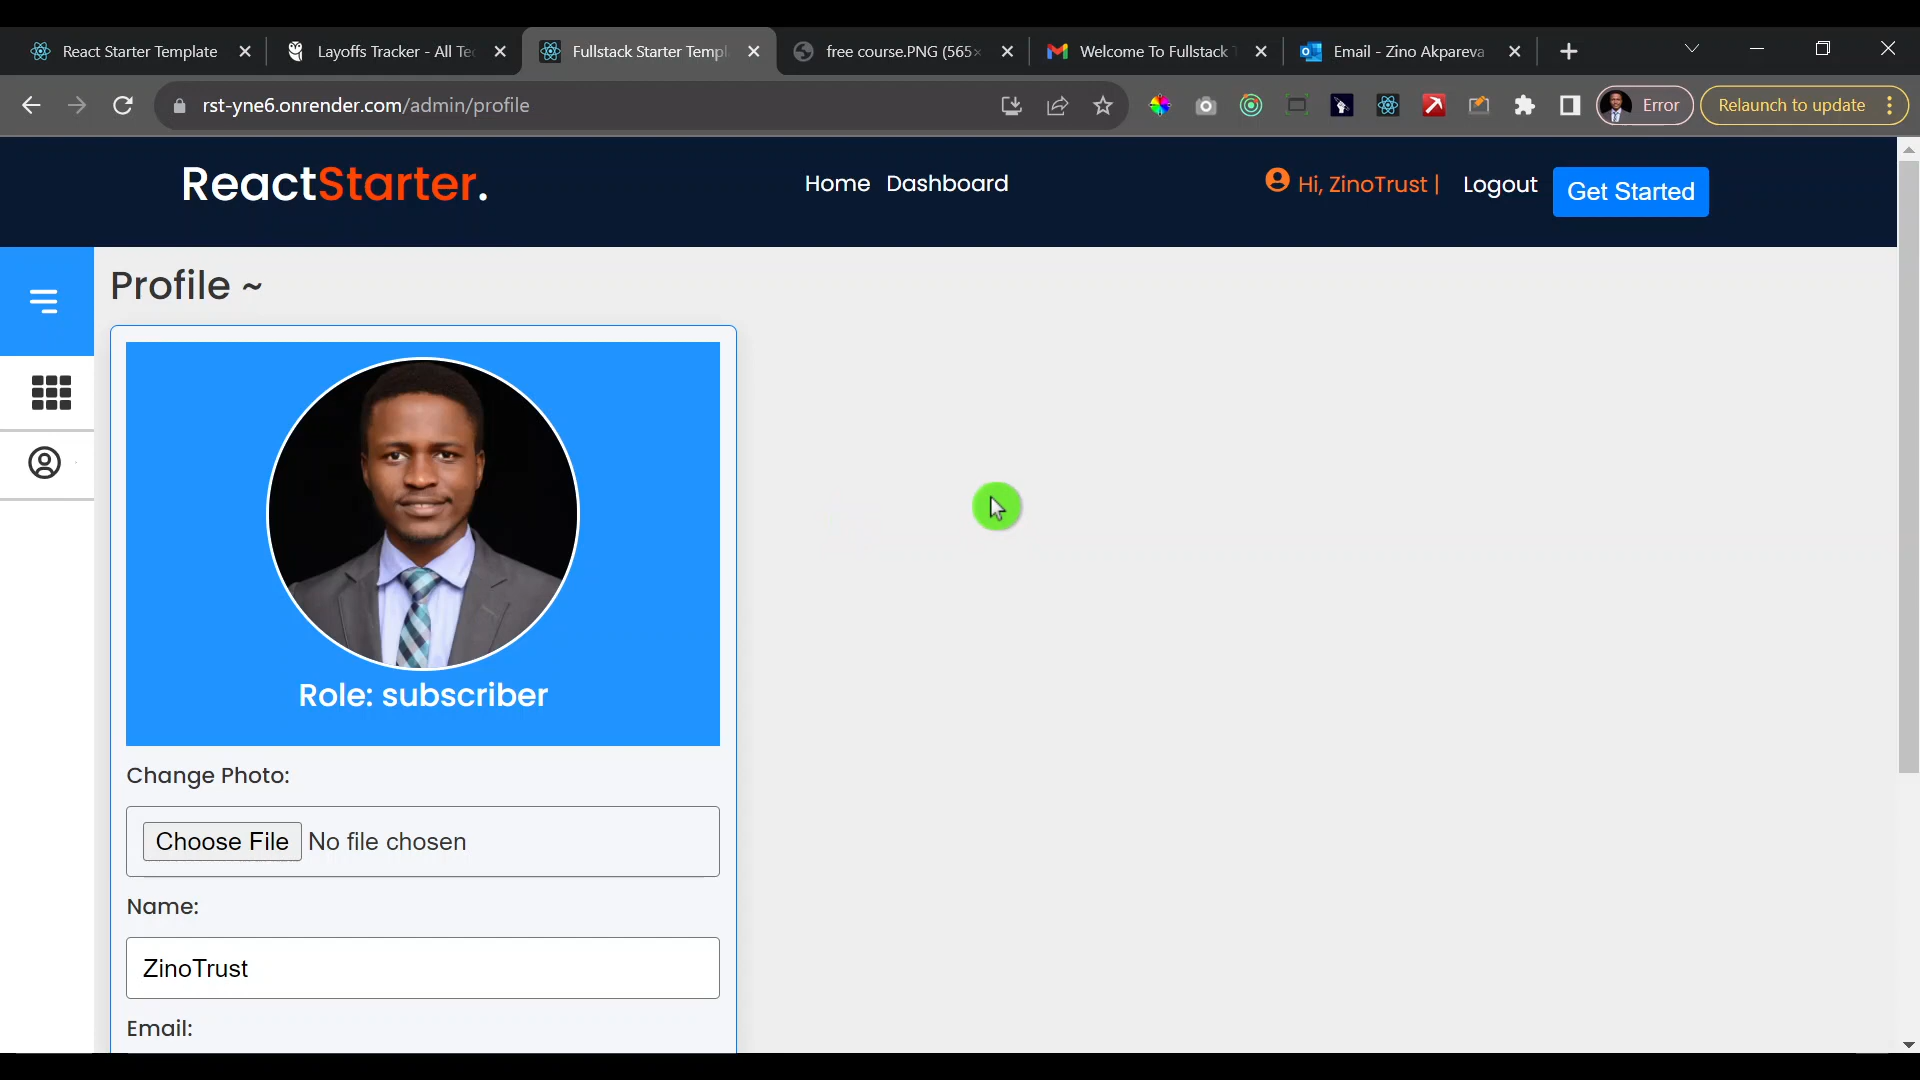 React Starter Template
Layoffs Tracker - All Te
Fullstack Starter Templ
free course.PNG (565×
Welcome To Fullstack T
Email - Zino Akpareva
rst-yne6.onrender.com/admin/profile
Error
Relaunch to update
ReactStarter.
Home Dashboard
Hi, ZinoTrust |
Logout
Get Started
Profile ~
Role: subscriber
Change Photo:
Choose File No file chosen
Name:
ZinoTrust
Email: